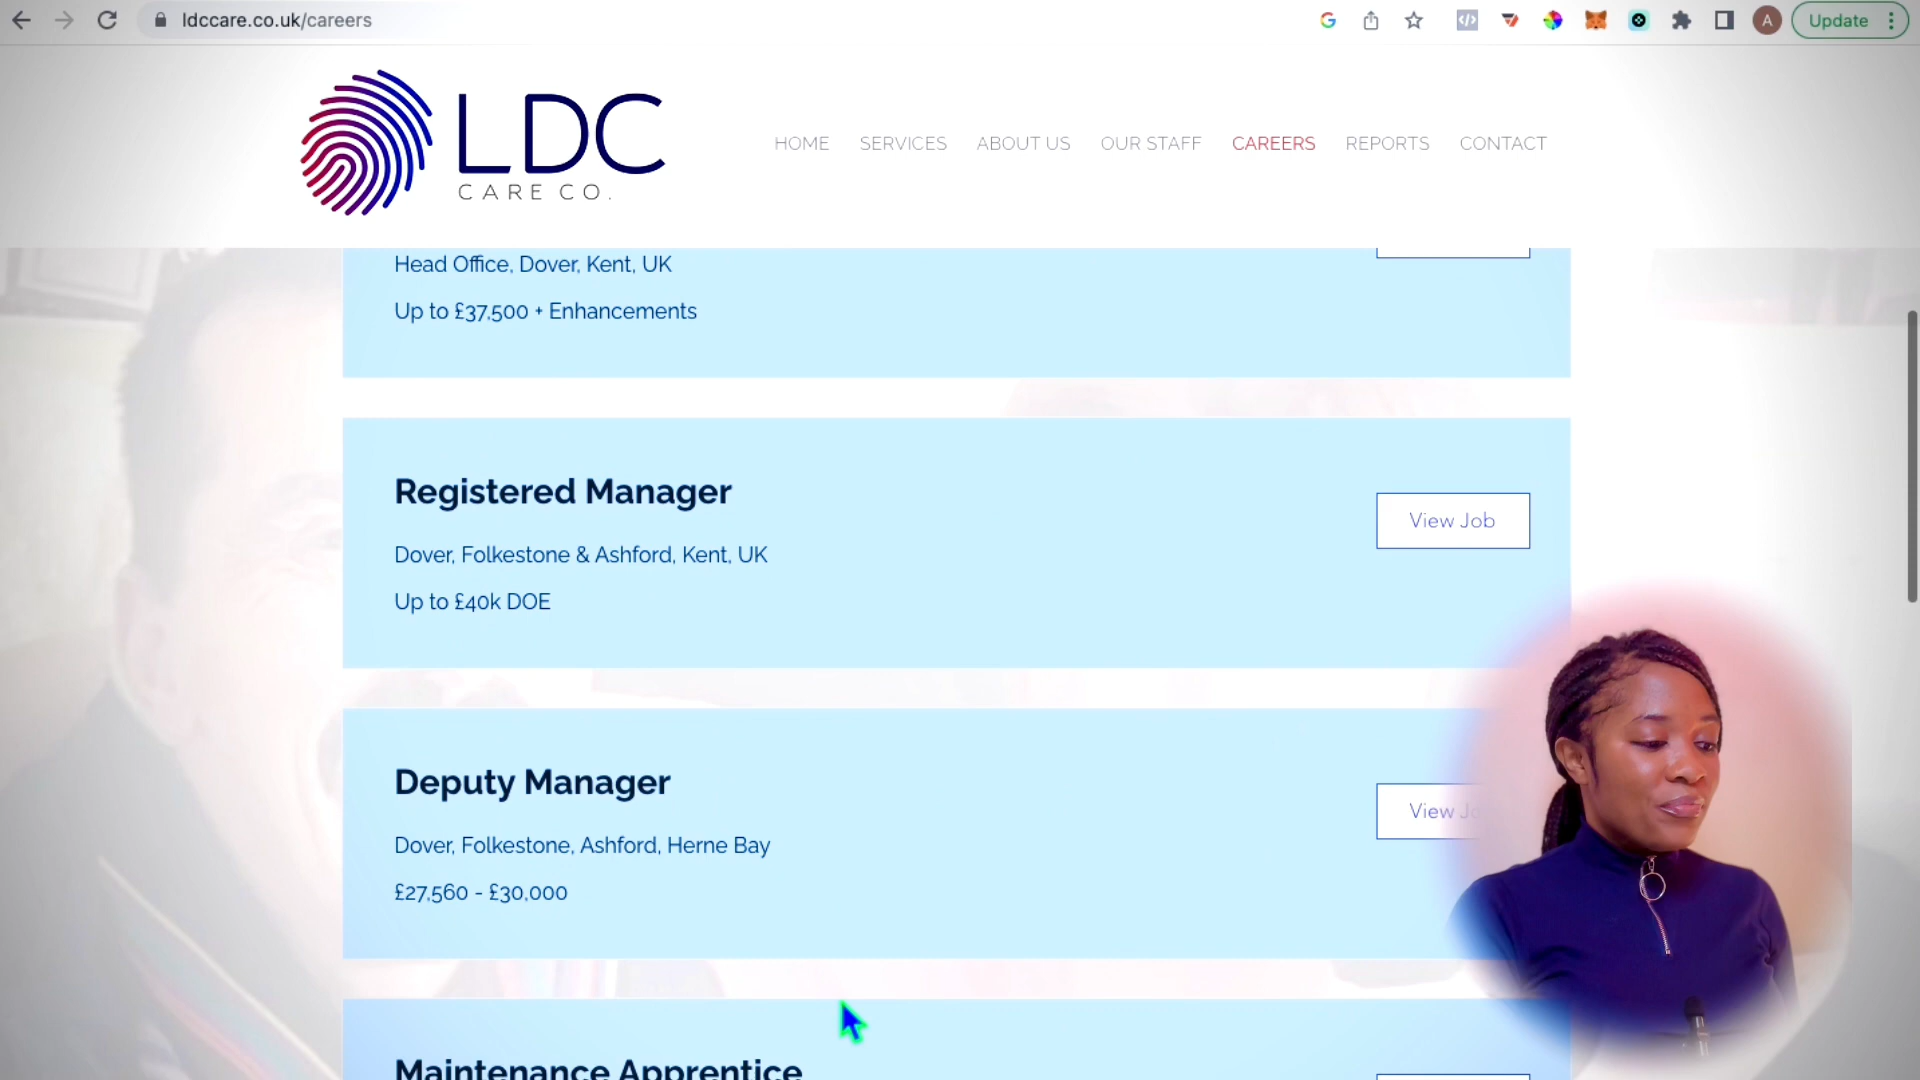 ldccare.co.uk/careers
A
Update
LDC
CARE CO.
HOME
SERVICES
ABOUT US
OUR STAFF
CAREERS
REPORTS
CONTACT
Head Office, Dover, Kent, UK
Up to £37,500 + Enhancements
Registered Manager
View Job
Dover, Folkestone & Ashford, Kent, UK
Up to £40k DOE
Deputy Manager
View Jo
Dover, Folkestone, Ashford, Herne Bay
£27,560 - £30,000
Maintenance Apprentice